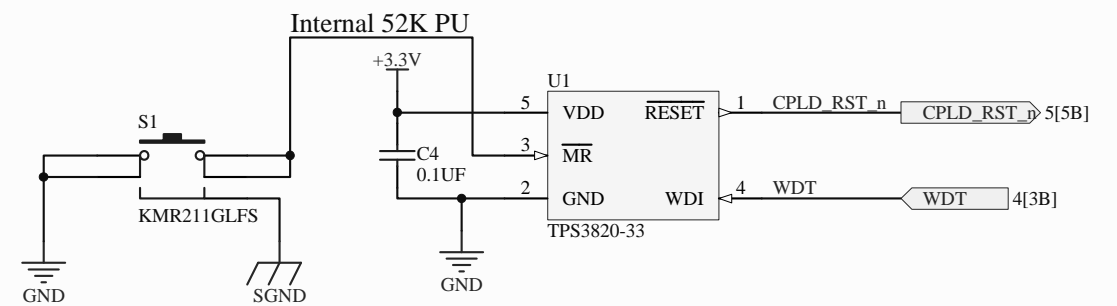 Internal 52K PU
+3.3V
U1
S1
5 VDD RESET 1 CPLD_RST_n CPLD_RST_n 5[5B]
3 MR
C4
0.1UF
2 GND WDI 4 WDT WDT 4[3B]
KMR211GLFS
TPS3820-33
GND SGND GND